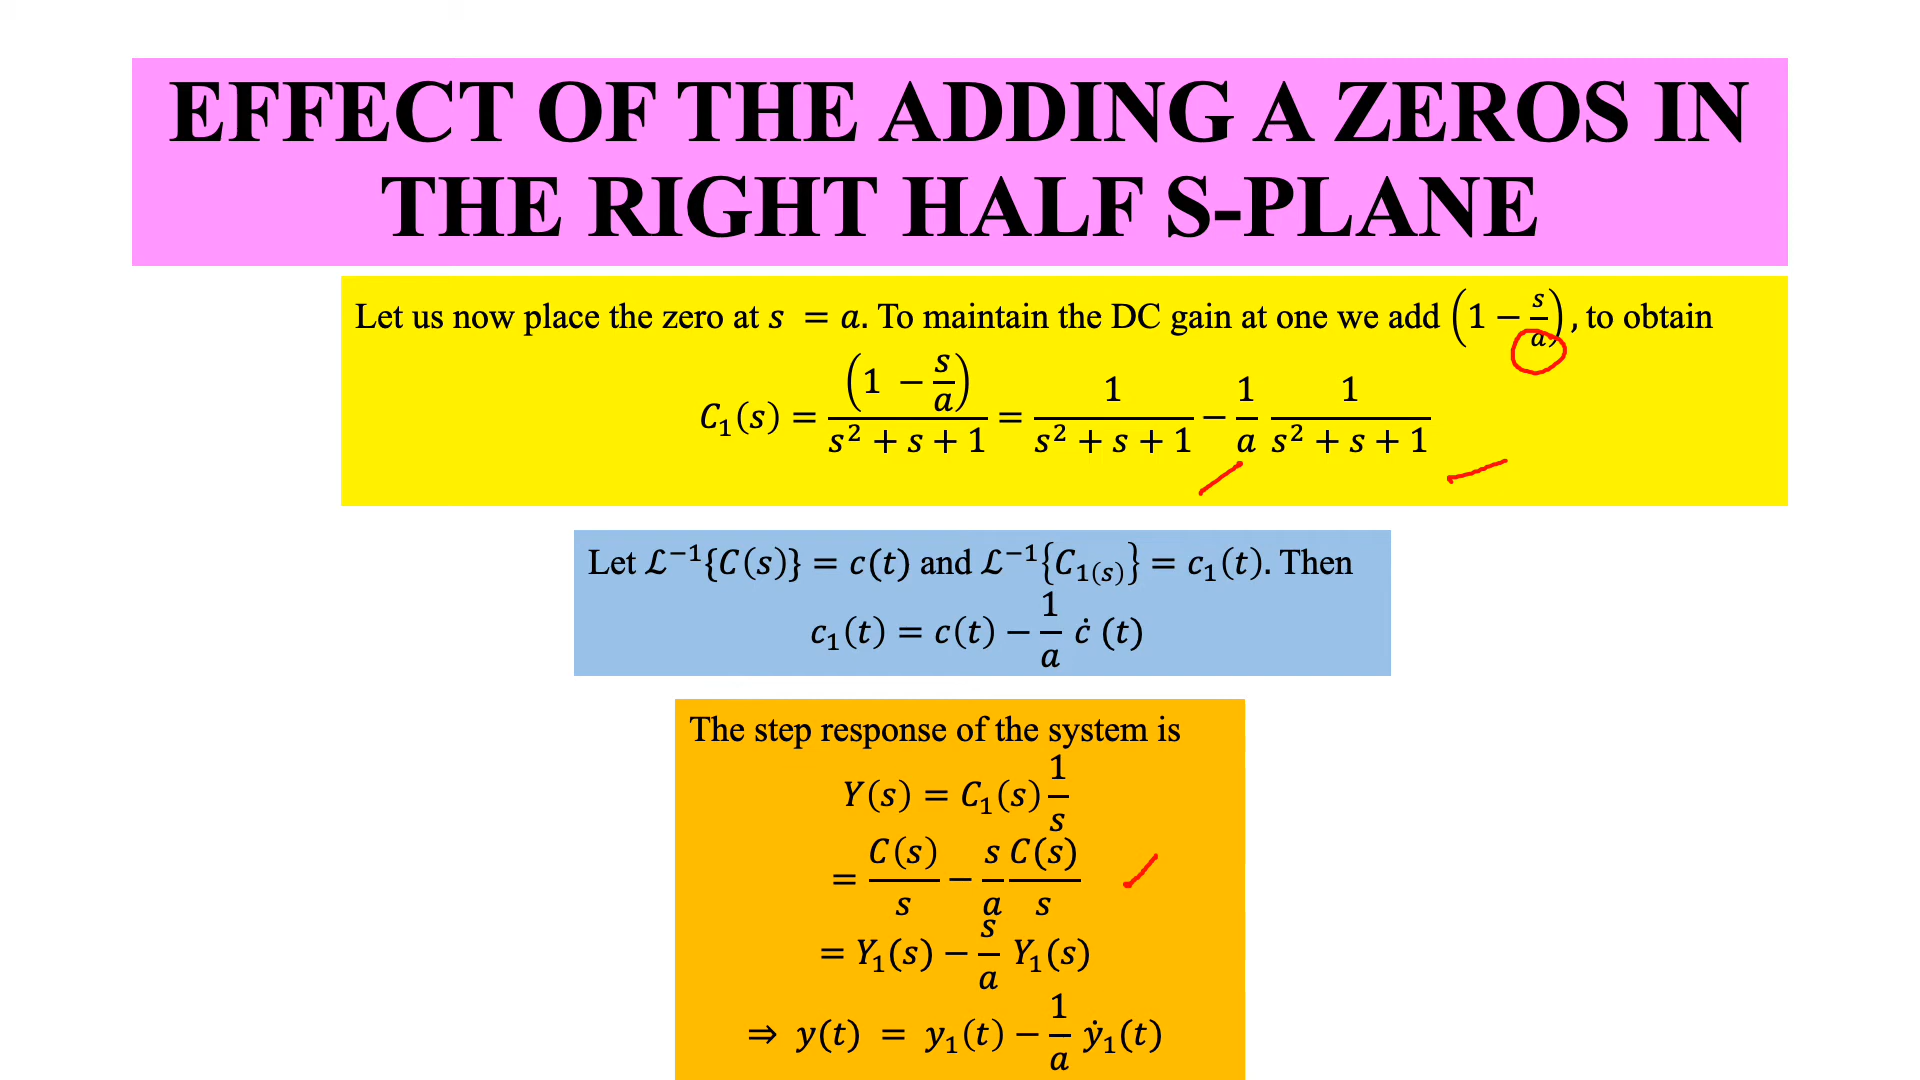 EFFECT OF THE ADDING A ZEROS IN
THE RIGHT HALF S-PLANE
Let us now place the zero at s = a. To maintain the DC gain at one we add (1 − s/a), to obtain
C₁(s) = (1 − s/a)/(s² + s + 1) = 1/(s² + s + 1) − 1/a 1/(s² + s + 1)
Let ℒ⁻¹{C(s)} = c(t) and ℒ⁻¹{C₁₍ₛ₎} = c₁(t). Then
c₁(t) = c(t) − 1/a ċ (t)
The step response of the system is
Y(s) = C₁(s) 1/s
= C(s)/s − s/a C(s)/s
= Y₁(s) − s/a Y₁(s)
⇒ y(t) = y₁(t) − 1/a ẏ₁(t)